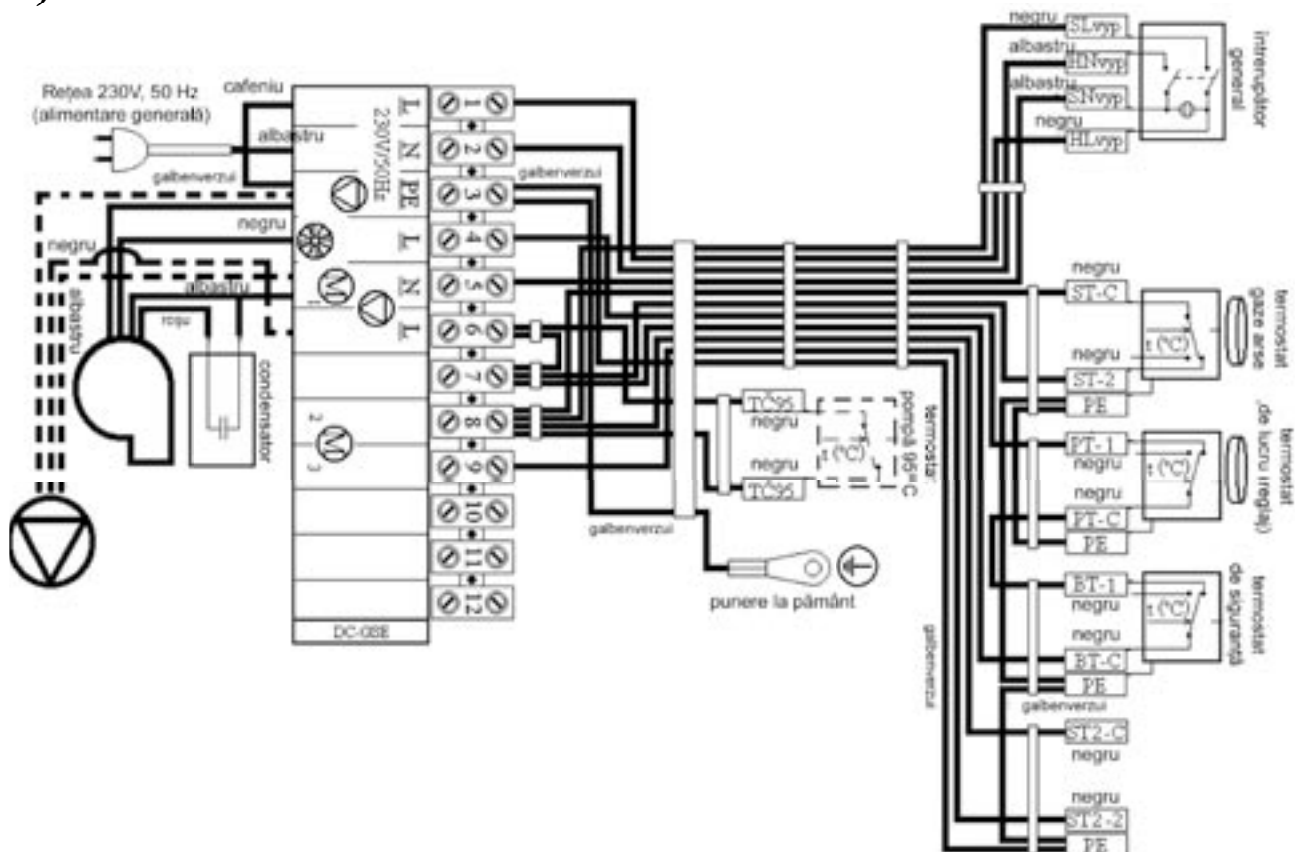 Rețea 230V, 50 Hz
(alimentare generală)
cafeniu
albastru
galbenverzui
negru
negru
albastru
albastru
roșu
condensator
230V/50Hz
L
N
PE
L
N
L
M
1
2
M
3
DC-GSE
1
2
3
4
5
6
7
8
9
10
11
12
galbenverzui
galbenverzui
punere la pământ
TČ95
negru
negru
TČ95
t (°C)
termostat
pompă 95°C
negru
SLvyp
albastru
HNvyp
albastru
SNvyp
negru
HLvyp
întrerupător
general
negru
ST-C
negru
ST-2
PE
t (°C)
termostat
gaze arse
PT-1
negru
negru
PT-C
PE
t (°C)
termostat
de lucru (reglaj)
BT-1
negru
negru
BT-C
PE
t (°C)
termostat
de siguranță
galbenverzui
galbenverzui
ST2-C
negru
negru
ST2-2
PE